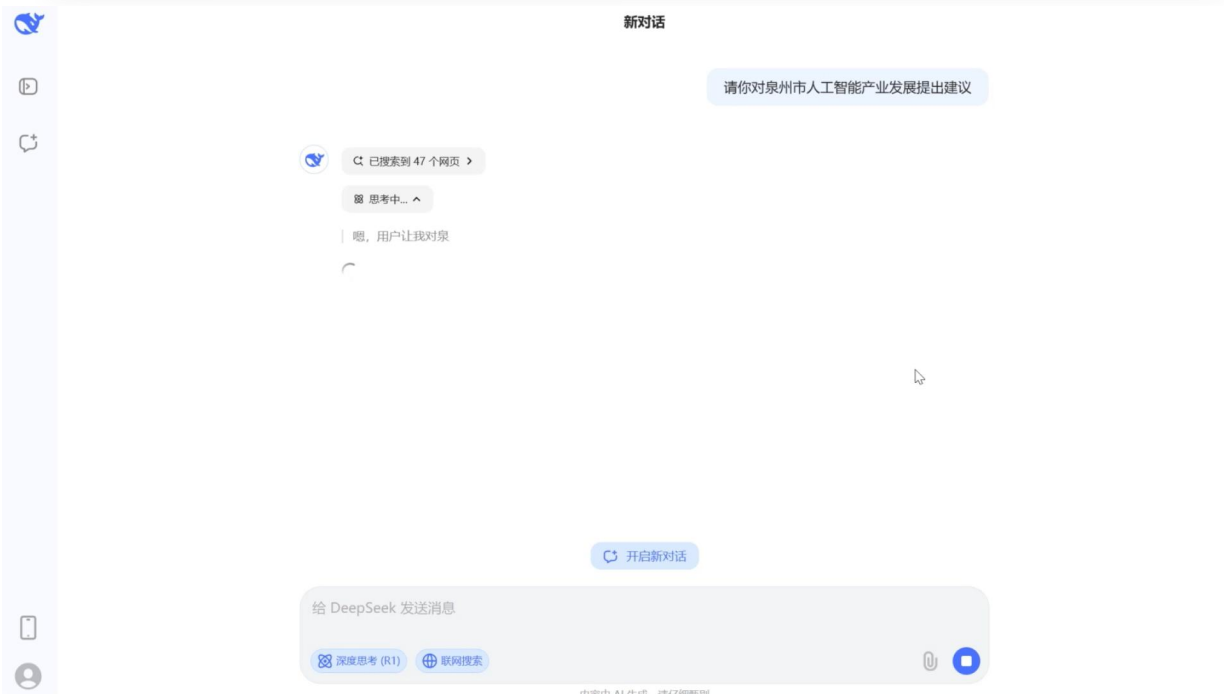 新对话
请你对泉州市人工智能产业发展提出建议
已搜索到 47 个网页
思考中...
嗯，用户让我对泉
开启新对话
给 DeepSeek 发送消息
深度思考 (R1) 联网搜索